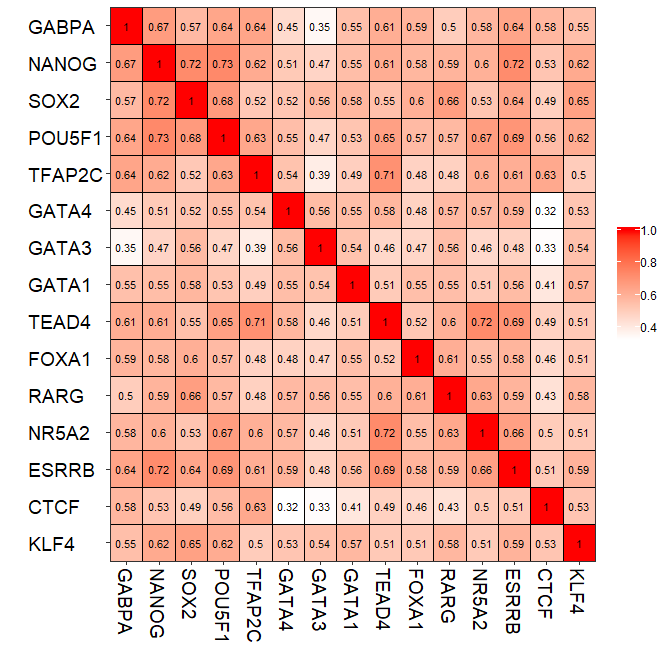 GABPA 1 0.67 0.57 0.64 0.64 0.45 0.35 0.55 0.61 0.59 0.5 0.58 0.64 0.58 0.55
NANOG 0.67 1 0.72 0.73 0.62 0.51 0.47 0.55 0.61 0.58 0.59 0.6 0.72 0.53 0.62
SOX2 0.57 0.72 1 0.68 0.52 0.52 0.56 0.58 0.55 0.6 0.66 0.53 0.64 0.49 0.65
POU5F1 0.64 0.73 0.68 1 0.63 0.55 0.47 0.53 0.65 0.57 0.57 0.67 0.69 0.56 0.62
TFAP2C 0.64 0.62 0.52 0.63 1 0.54 0.39 0.49 0.71 0.48 0.48 0.6 0.61 0.63 0.5
GATA4 0.45 0.51 0.52 0.55 0.54 1 0.56 0.55 0.58 0.48 0.57 0.57 0.59 0.32 0.53
GATA3 0.35 0.47 0.56 0.47 0.39 0.56 1 0.54 0.46 0.47 0.56 0.46 0.48 0.33 0.54
GATA1 0.55 0.55 0.58 0.53 0.49 0.55 0.54 1 0.51 0.55 0.55 0.51 0.56 0.41 0.57
TEAD4 0.61 0.61 0.55 0.65 0.71 0.58 0.46 0.51 1 0.52 0.6 0.72 0.69 0.49 0.51
FOXA1 0.59 0.58 0.6 0.57 0.48 0.48 0.47 0.55 0.52 1 0.61 0.55 0.58 0.46 0.51
RARG 0.5 0.59 0.66 0.57 0.48 0.57 0.56 0.55 0.6 0.61 1 0.63 0.59 0.43 0.58
NR5A2 0.58 0.6 0.53 0.67 0.6 0.57 0.46 0.51 0.72 0.55 0.63 1 0.66 0.5 0.51
ESRRB 0.64 0.72 0.64 0.69 0.61 0.59 0.48 0.56 0.69 0.58 0.59 0.66 1 0.51 0.59
CTCF 0.58 0.53 0.49 0.56 0.63 0.32 0.33 0.41 0.49 0.46 0.43 0.5 0.51 1 0.53
KLF4 0.55 0.62 0.65 0.62 0.5 0.53 0.54 0.57 0.51 0.51 0.58 0.51 0.59 0.53 1
GABPA NANOG SOX2 POU5F1 TFAP2C GATA4 GATA3 GATA1 TEAD4 FOXA1 RARG NR5A2 ESRRB CTCF KLF4
1.0
0.8
0.6
0.4